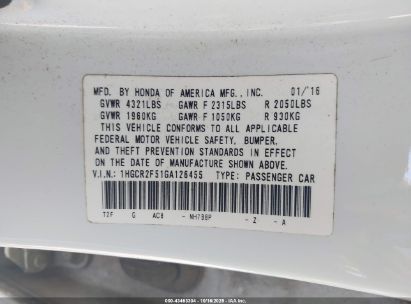 MFD. BY HONDA OF AMERICA MFG., INC. 01/'16
GVWR 4321LBS GAWR F 2315LBS R 2050LBS
GVWR 1960KG GAWR F 1050KG R 930KG
THIS VEHICLE CONFORMS TO ALL APPLICABLE
FEDERAL MOTOR VEHICLE SAFETY, BUMPER,
AND THEFT PREVENTION STANDARDS IN EFFECT
ON THE DATE OF MANUFACTURE SHOWN ABOVE.
V.I.N.: 1HGCR2F51GA126455 TYPE: PASSENGER CAR
T2F G AC8 - NH788P - Z - A